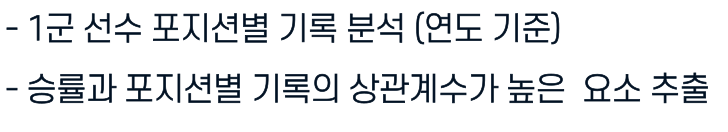 - 1군 선수 포지션별 기록 분석 (연도 기준)
- 승률과 포지션별 기록의 상관계수가 높은  요소 추출